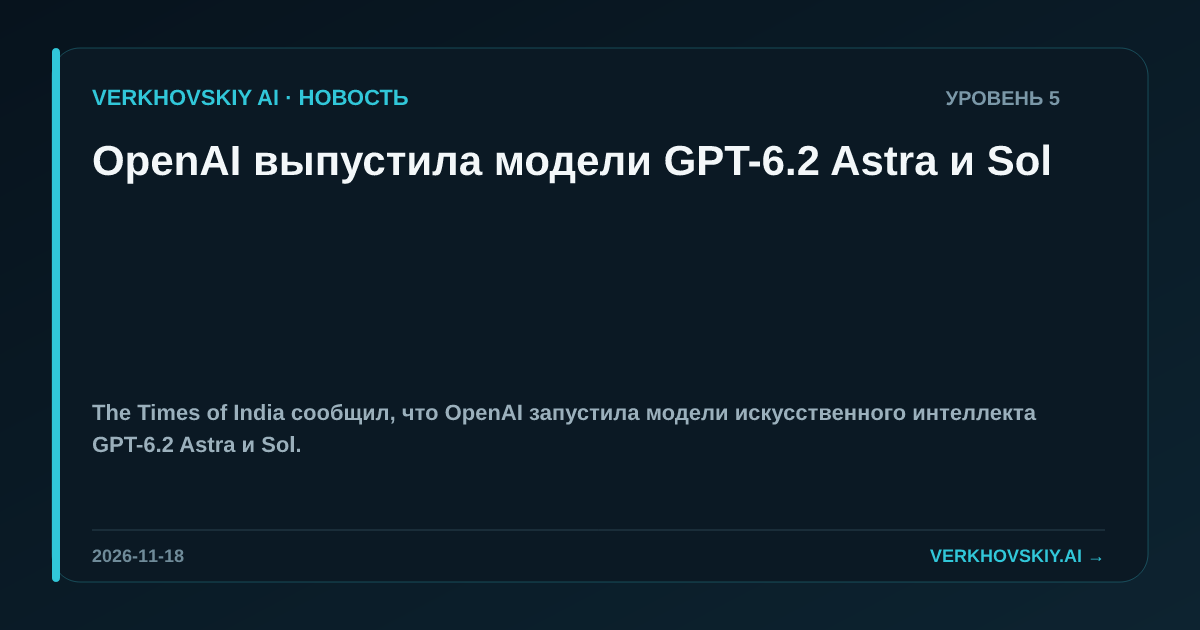 VERKHOVSKIY AI · НОВОСТЬ
УРОВЕНЬ 5
OpenAI выпустила модели GPT-6.2 Astra и Sol
The Times of India сообщил, что OpenAI запустила модели искусственного интеллекта
GPT-6.2 Astra и Sol.
2026-11-18
VERKHOVSKIY.AI →